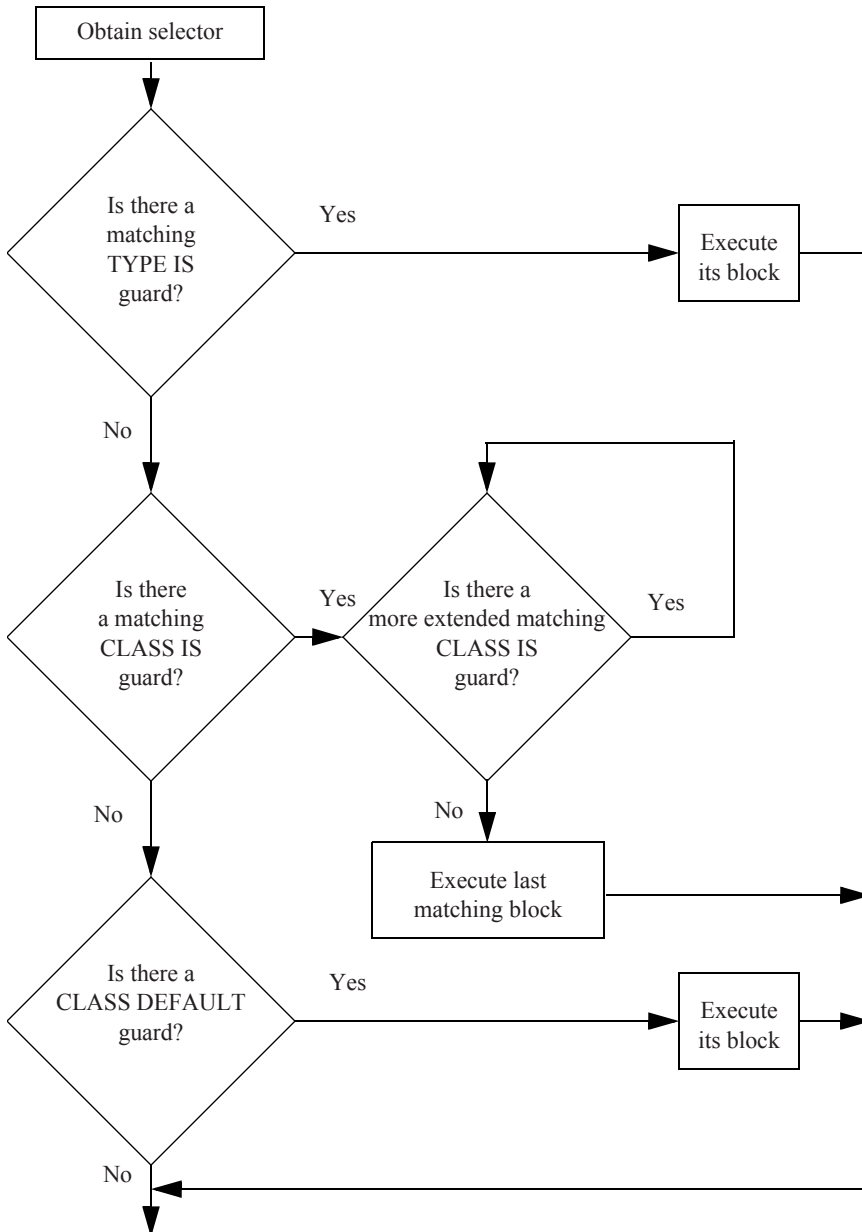 Obtain selector
Is there a
matching
TYPE IS
guard?
Yes
Execute
its block
No
Is there
a matching
CLASS IS
guard?
Yes
Is there a
more extended matching
CLASS IS
guard?
Yes
No
No
Execute last
matching block
Is there a
CLASS DEFAULT
guard?
Yes
Execute
its block
No